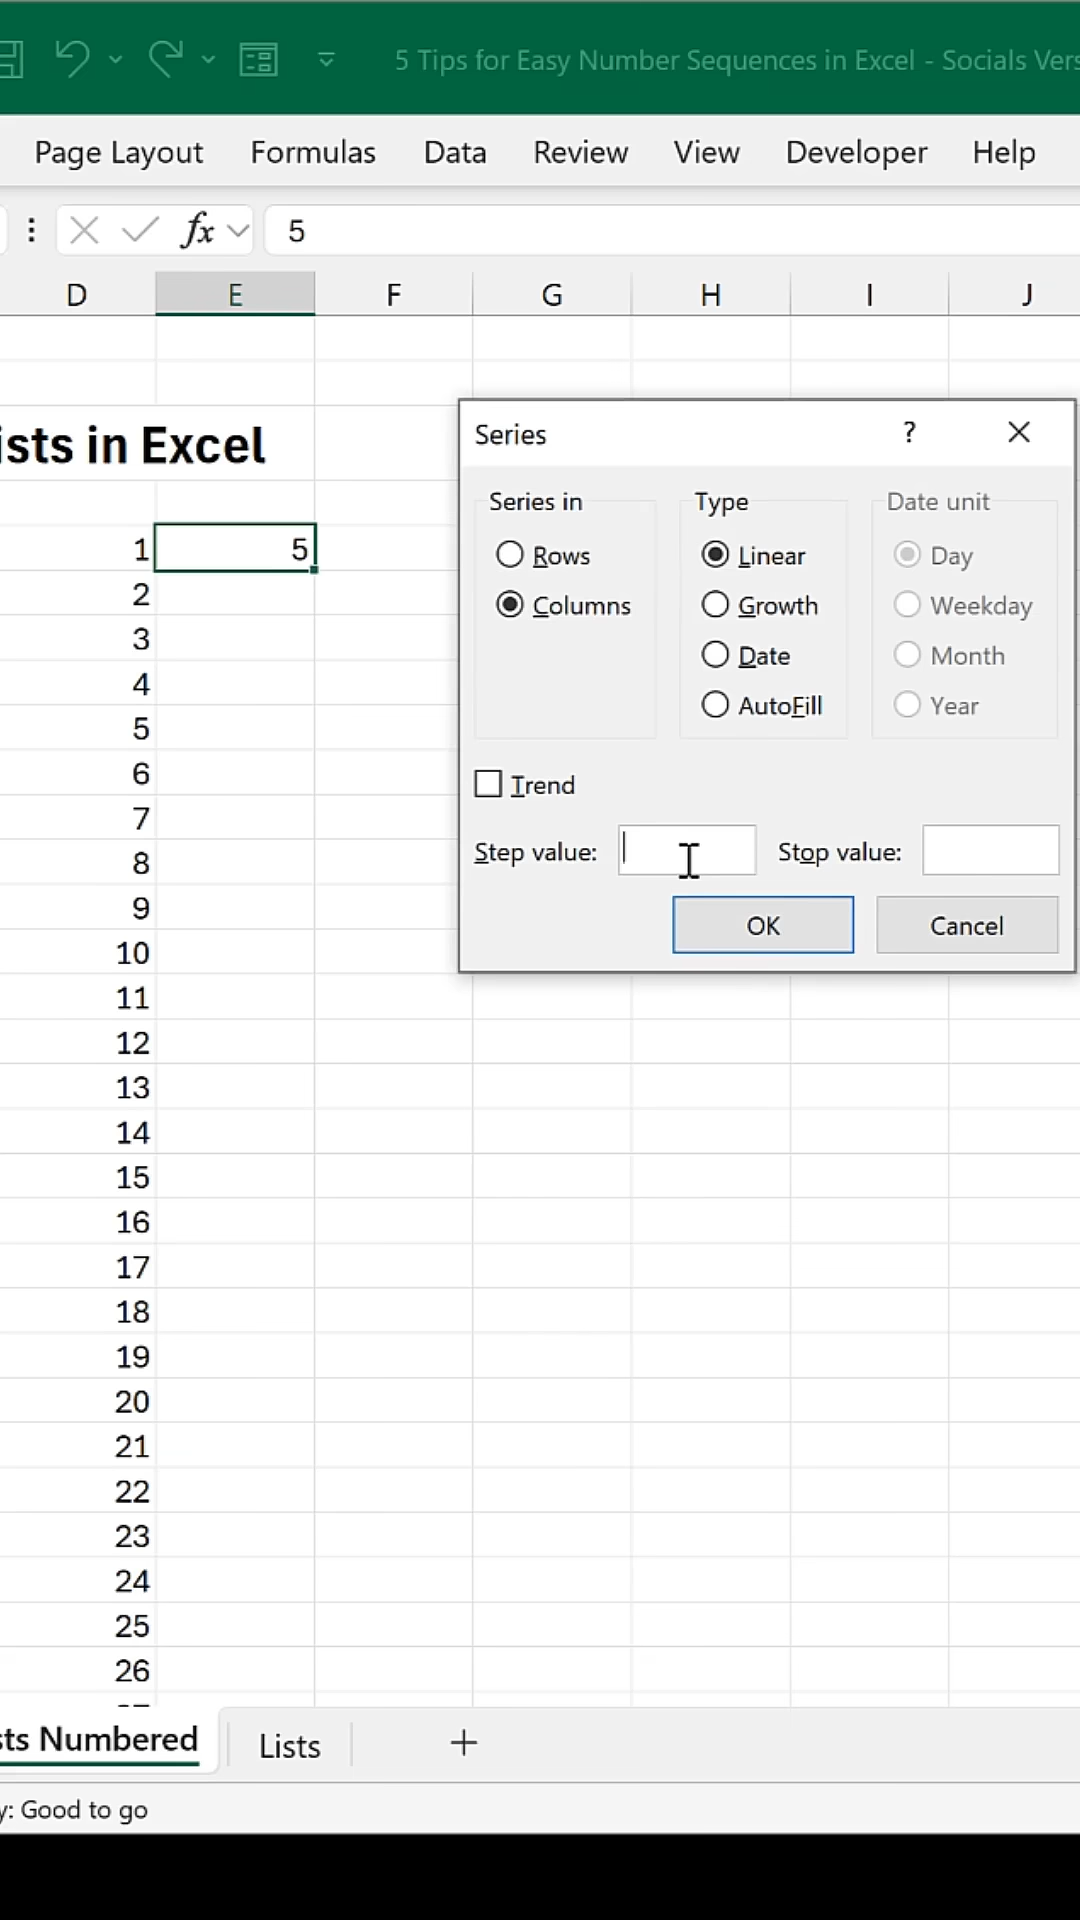 5 Tips for Easy Number Sequences in Excel - Socials Vers
Page Layout Formulas Data Review View Developer Help
fx 5
D E F G H I J
ists in Excel
Series ?
Series in Type Date unit
Rows Linear Day
Columns Growth Weekday
Date Month
AutoFill Year
Trend
Step value: Stop value:
OK Cancel
1 5
2
3
4
5
6
7
8
9
10
11
12
13
14
15
16
17
18
19
20
21
22
23
24
25
26
sts Numbered Lists +
y: Good to go